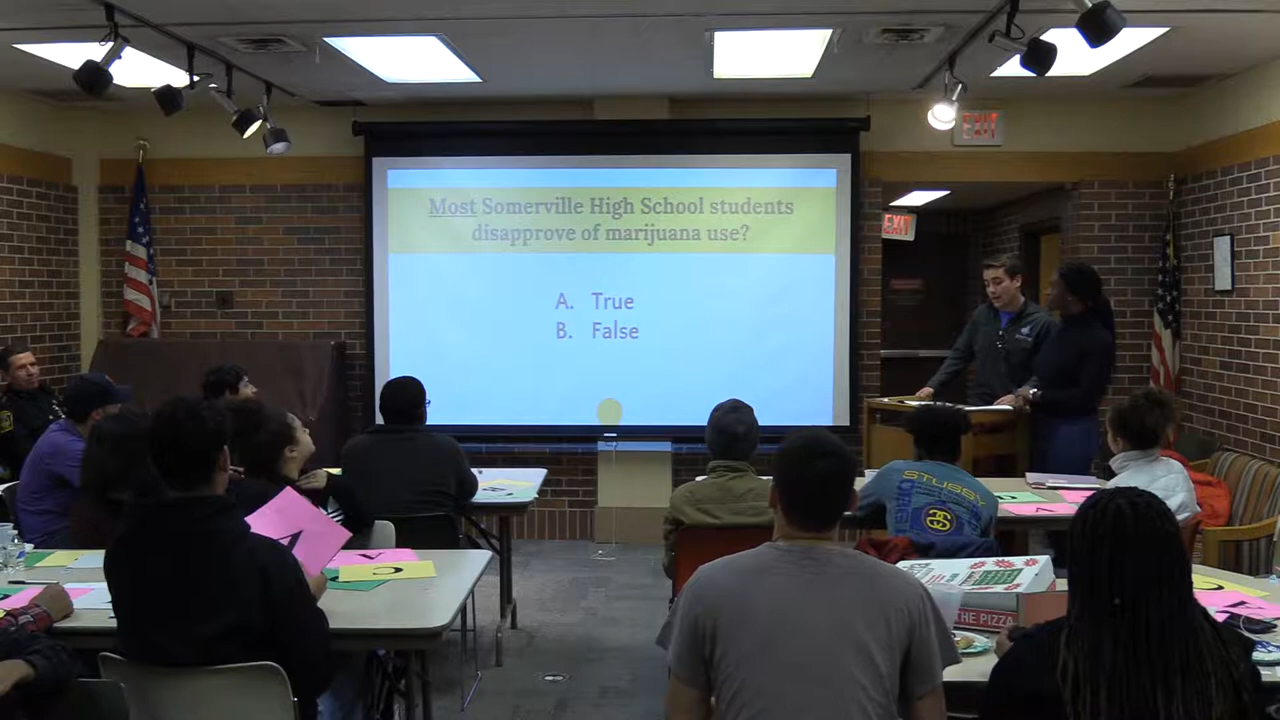 Most Somerville High School students
disapprove of marijuana use?
A. True
B. False
EXIT
EXIT
STUSSY
THE PIZZA
A
C
A